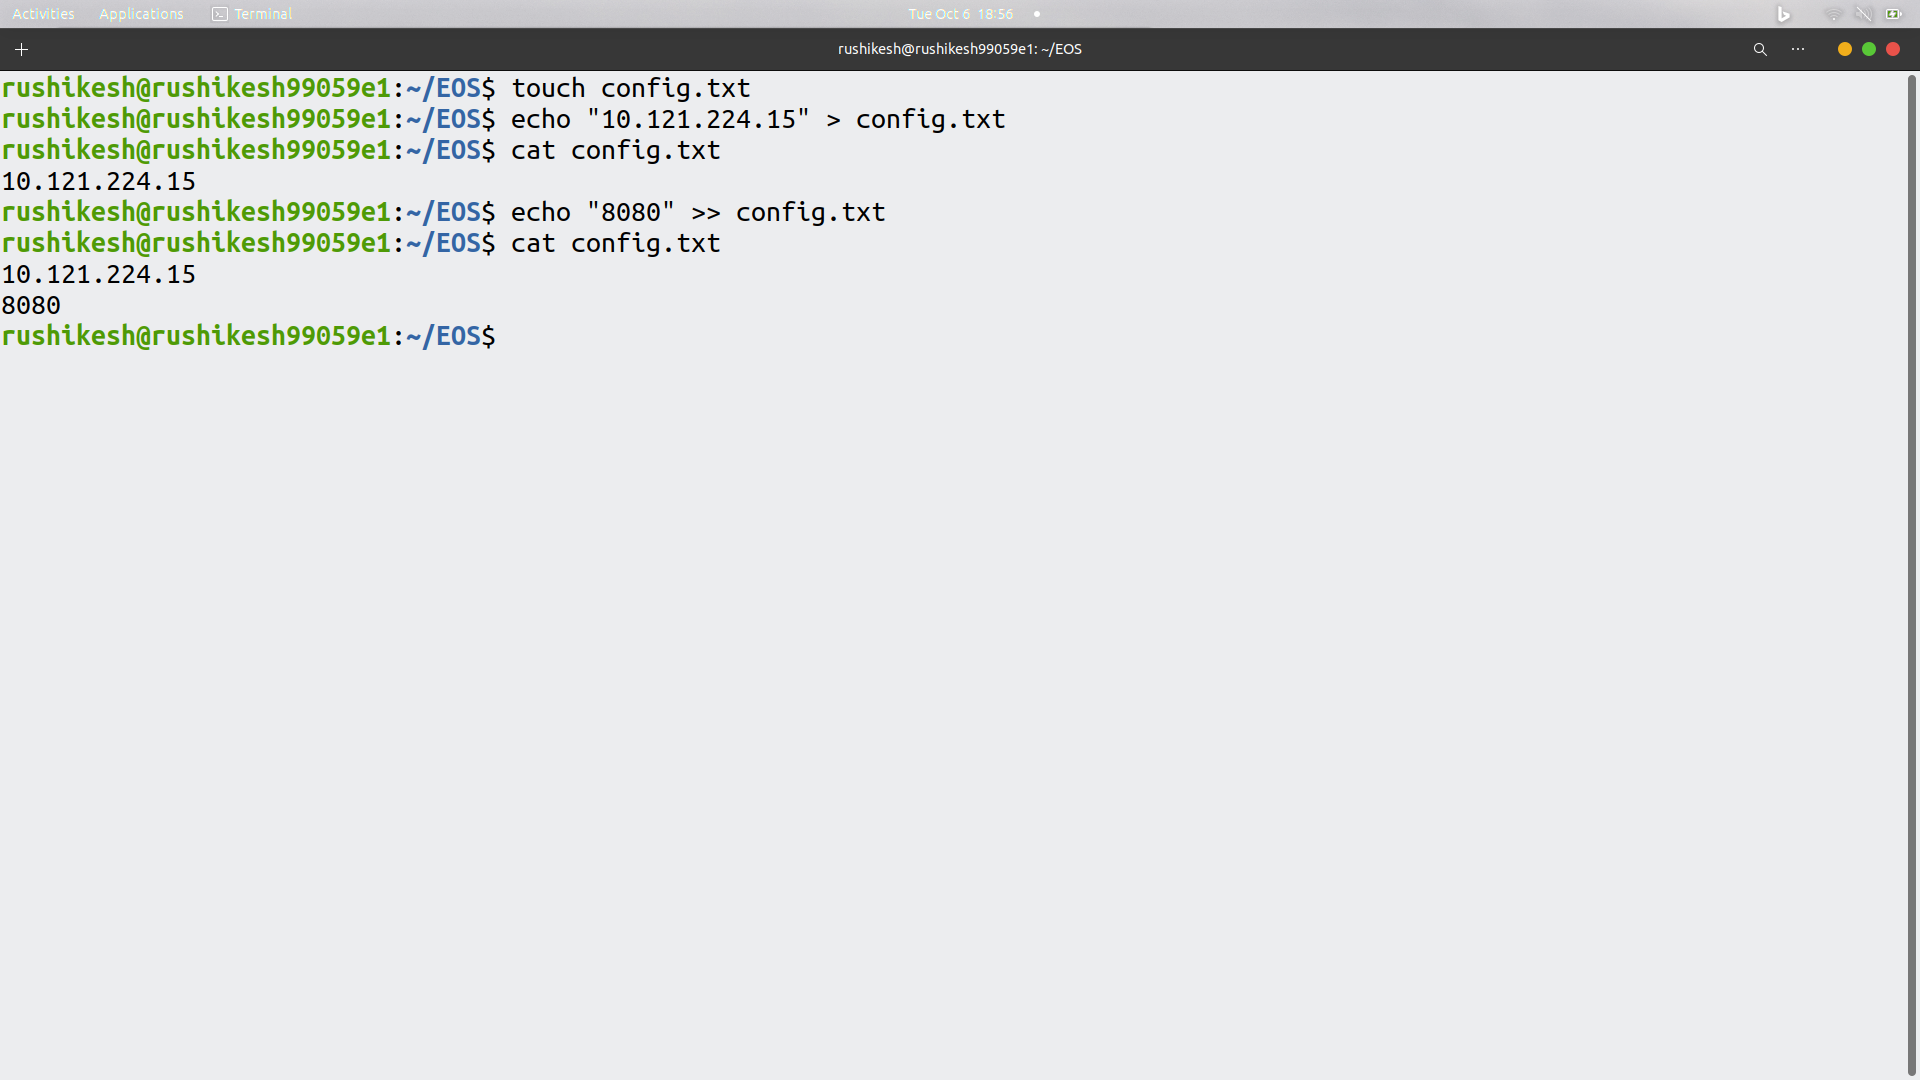 Activities Applications Terminal Tue Oct 6 18:56
rushikesh@rushikesh99059e1: ~/EOS
rushikesh@rushikesh99059e1:~/EOS$ touch config.txt
rushikesh@rushikesh99059e1:~/EOS$ echo "10.121.224.15" > config.txt
rushikesh@rushikesh99059e1:~/EOS$ cat config.txt
10.121.224.15
rushikesh@rushikesh99059e1:~/EOS$ echo "8080" >> config.txt
rushikesh@rushikesh99059e1:~/EOS$ cat config.txt
10.121.224.15
8080
rushikesh@rushikesh99059e1:~/EOS$